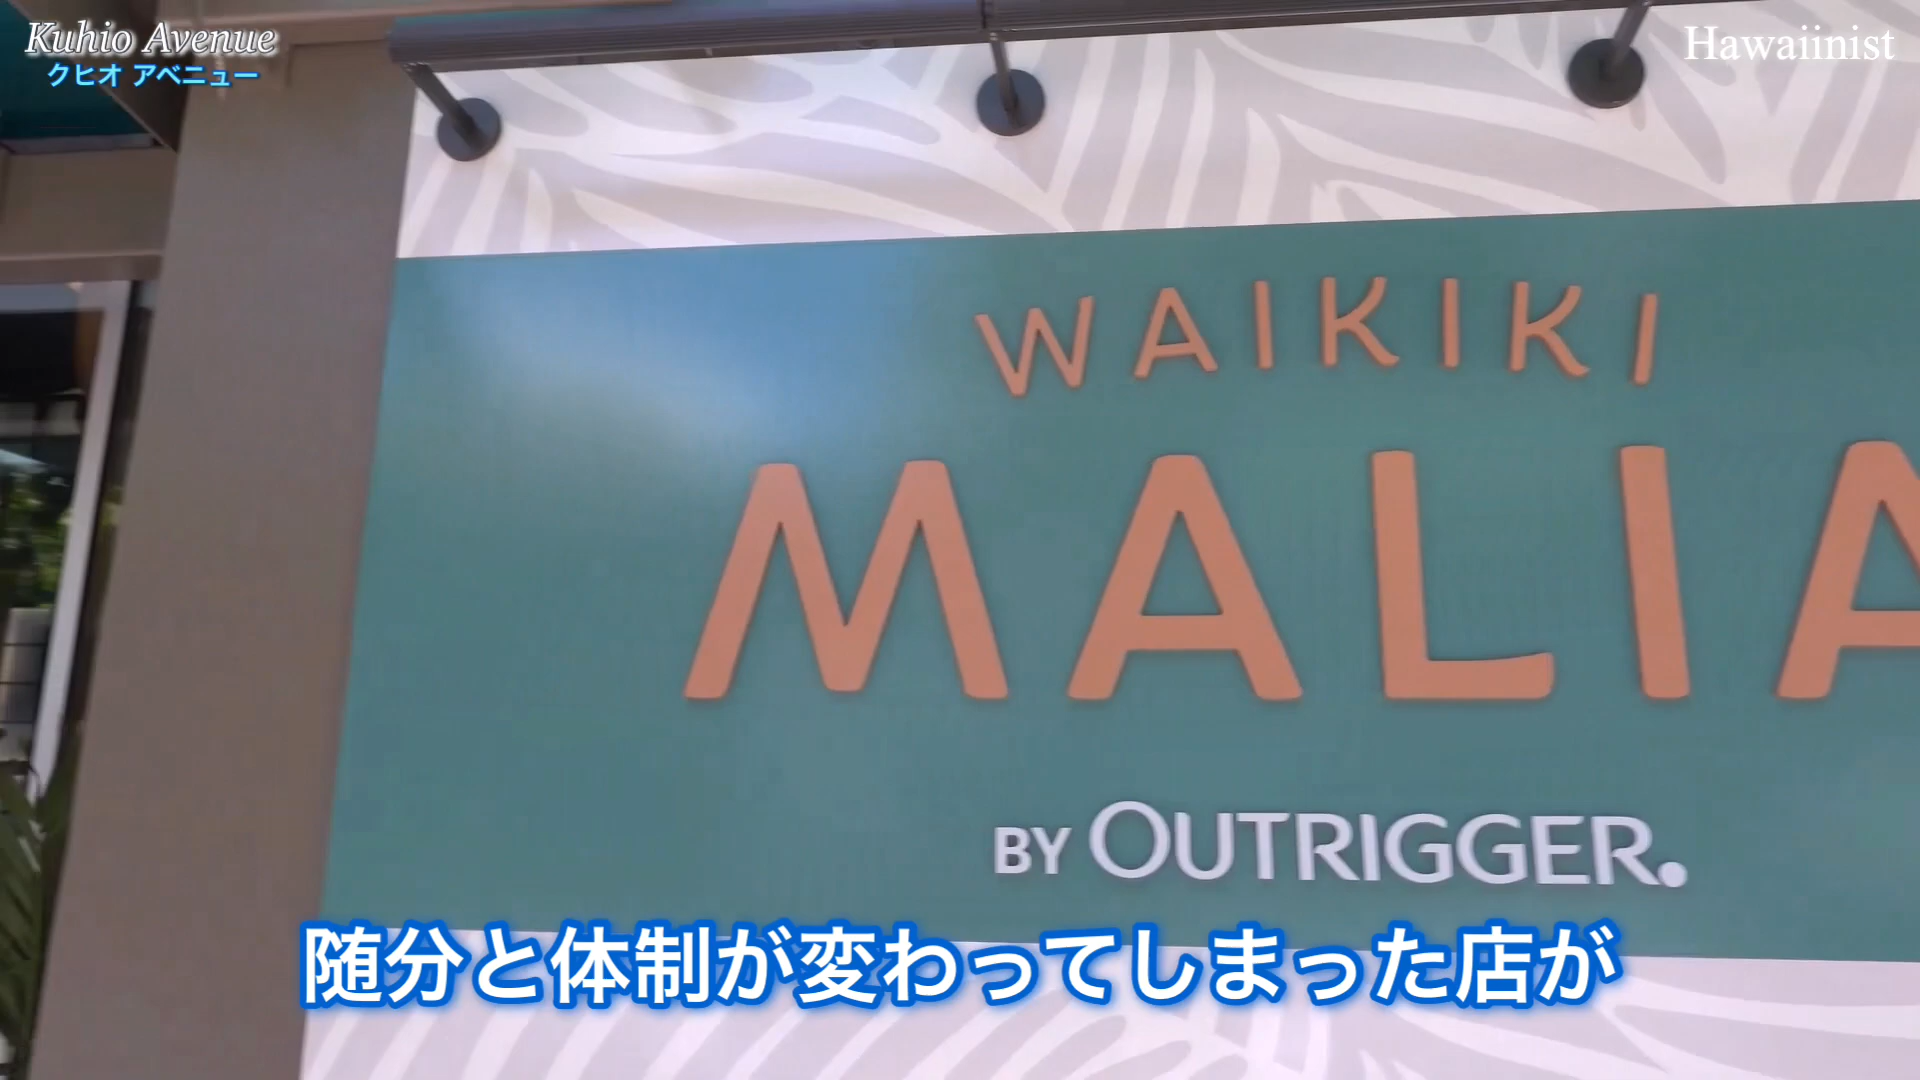 Kuhio Avenue
クヒオ アベニュー
Hawaiinist
WAIKIKI
MALIA
BY OUTRIGGER.
随分と体制が変わってしまった店が